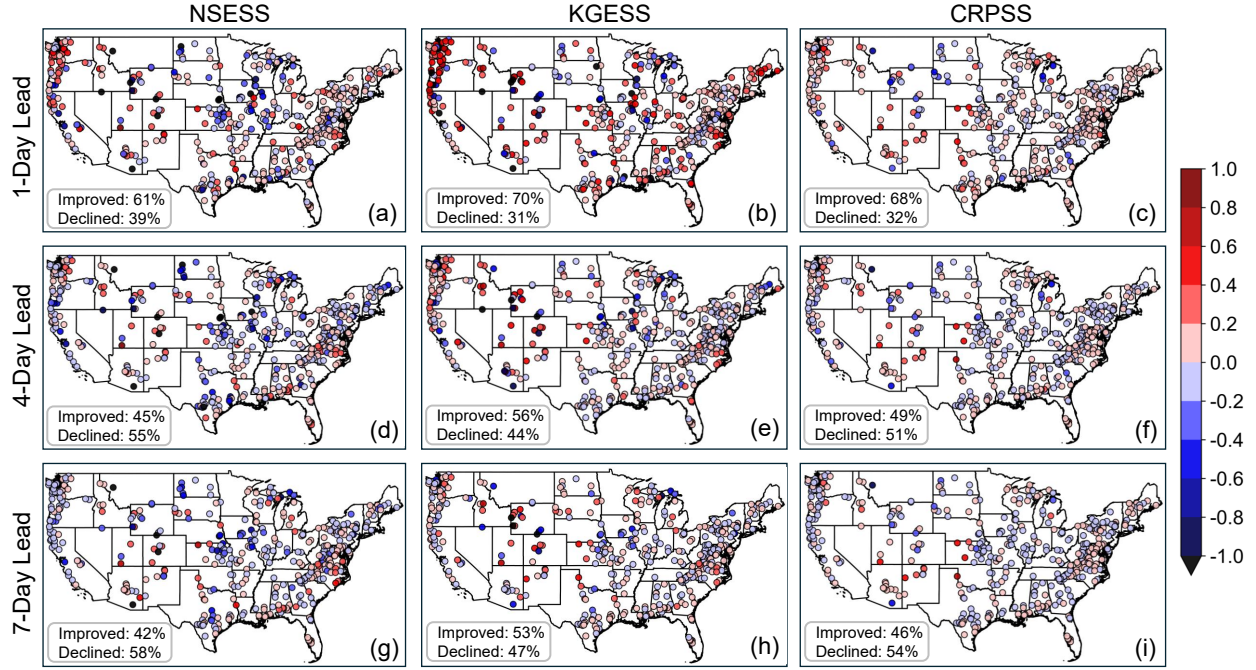 NSESS KGESS CRPSS
1-Day Lead
Improved: 61%
Declined: 39%
(a)
Improved: 70%
Declined: 31%
(b)
Improved: 68%
Declined: 32%
(c)
4-Day Lead
Improved: 45%
Declined: 55%
(d)
Improved: 56%
Declined: 44%
(e)
Improved: 49%
Declined: 51%
(f)
7-Day Lead
Improved: 42%
Declined: 58%
(g)
Improved: 53%
Declined: 47%
(h)
Improved: 46%
Declined: 54%
(i)
1.0
0.8
0.6
0.4
0.2
0.0
-0.2
-0.4
-0.6
-0.8
-1.0